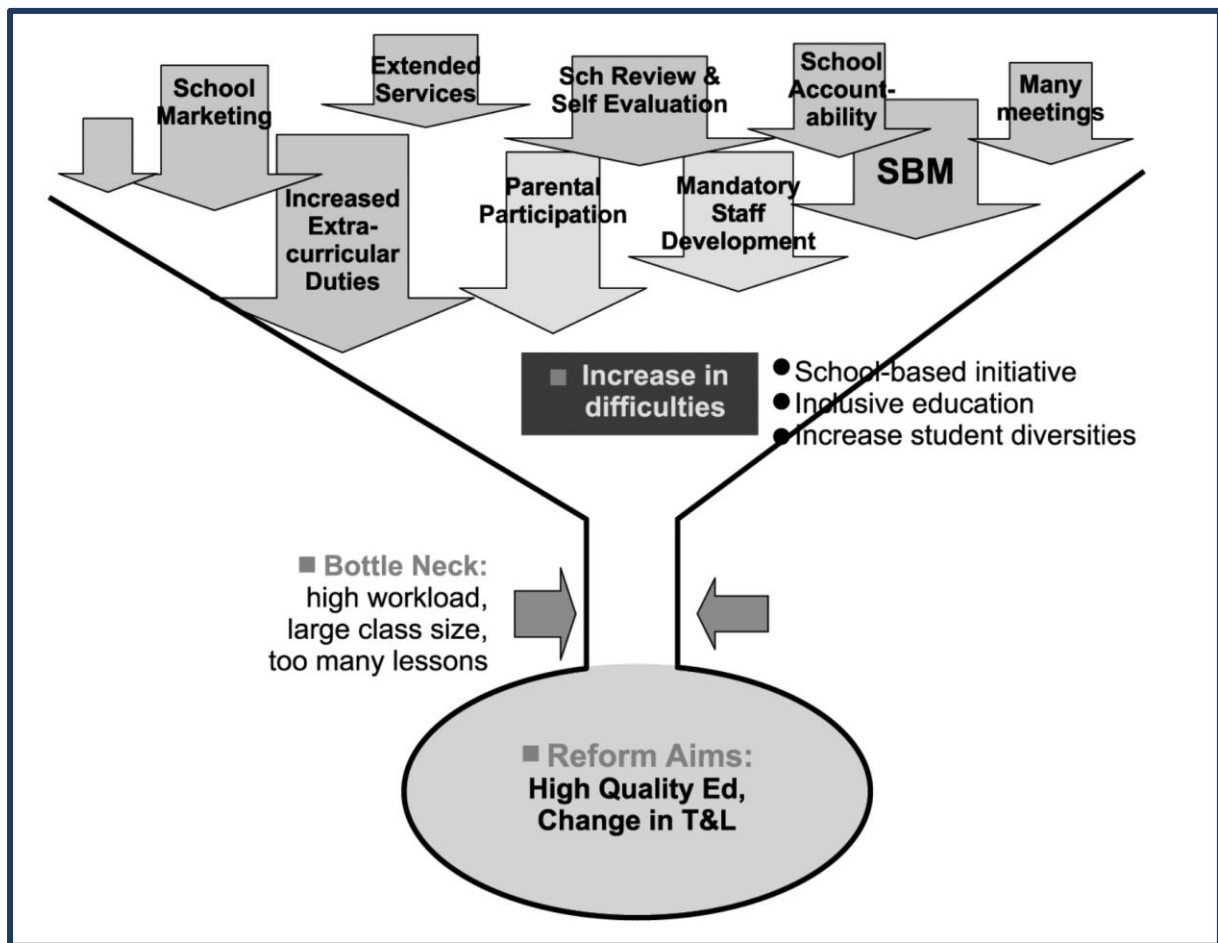 School
Marketing
Extended
Services
Sch Review &
Self Evaluation
School
Account-
ability
Many
meetings
Increased
Extra-
curricular
Duties
Parental
Participation
Mandatory
Staff
Development
SBM
■ Increase in
difficulties
● School-based initiative
● Inclusive education
● Increase student diversities
■ Bottle Neck:
high workload,
large class size,
too many lessons
■ Reform Aims:
High Quality Ed,
Change in T&L